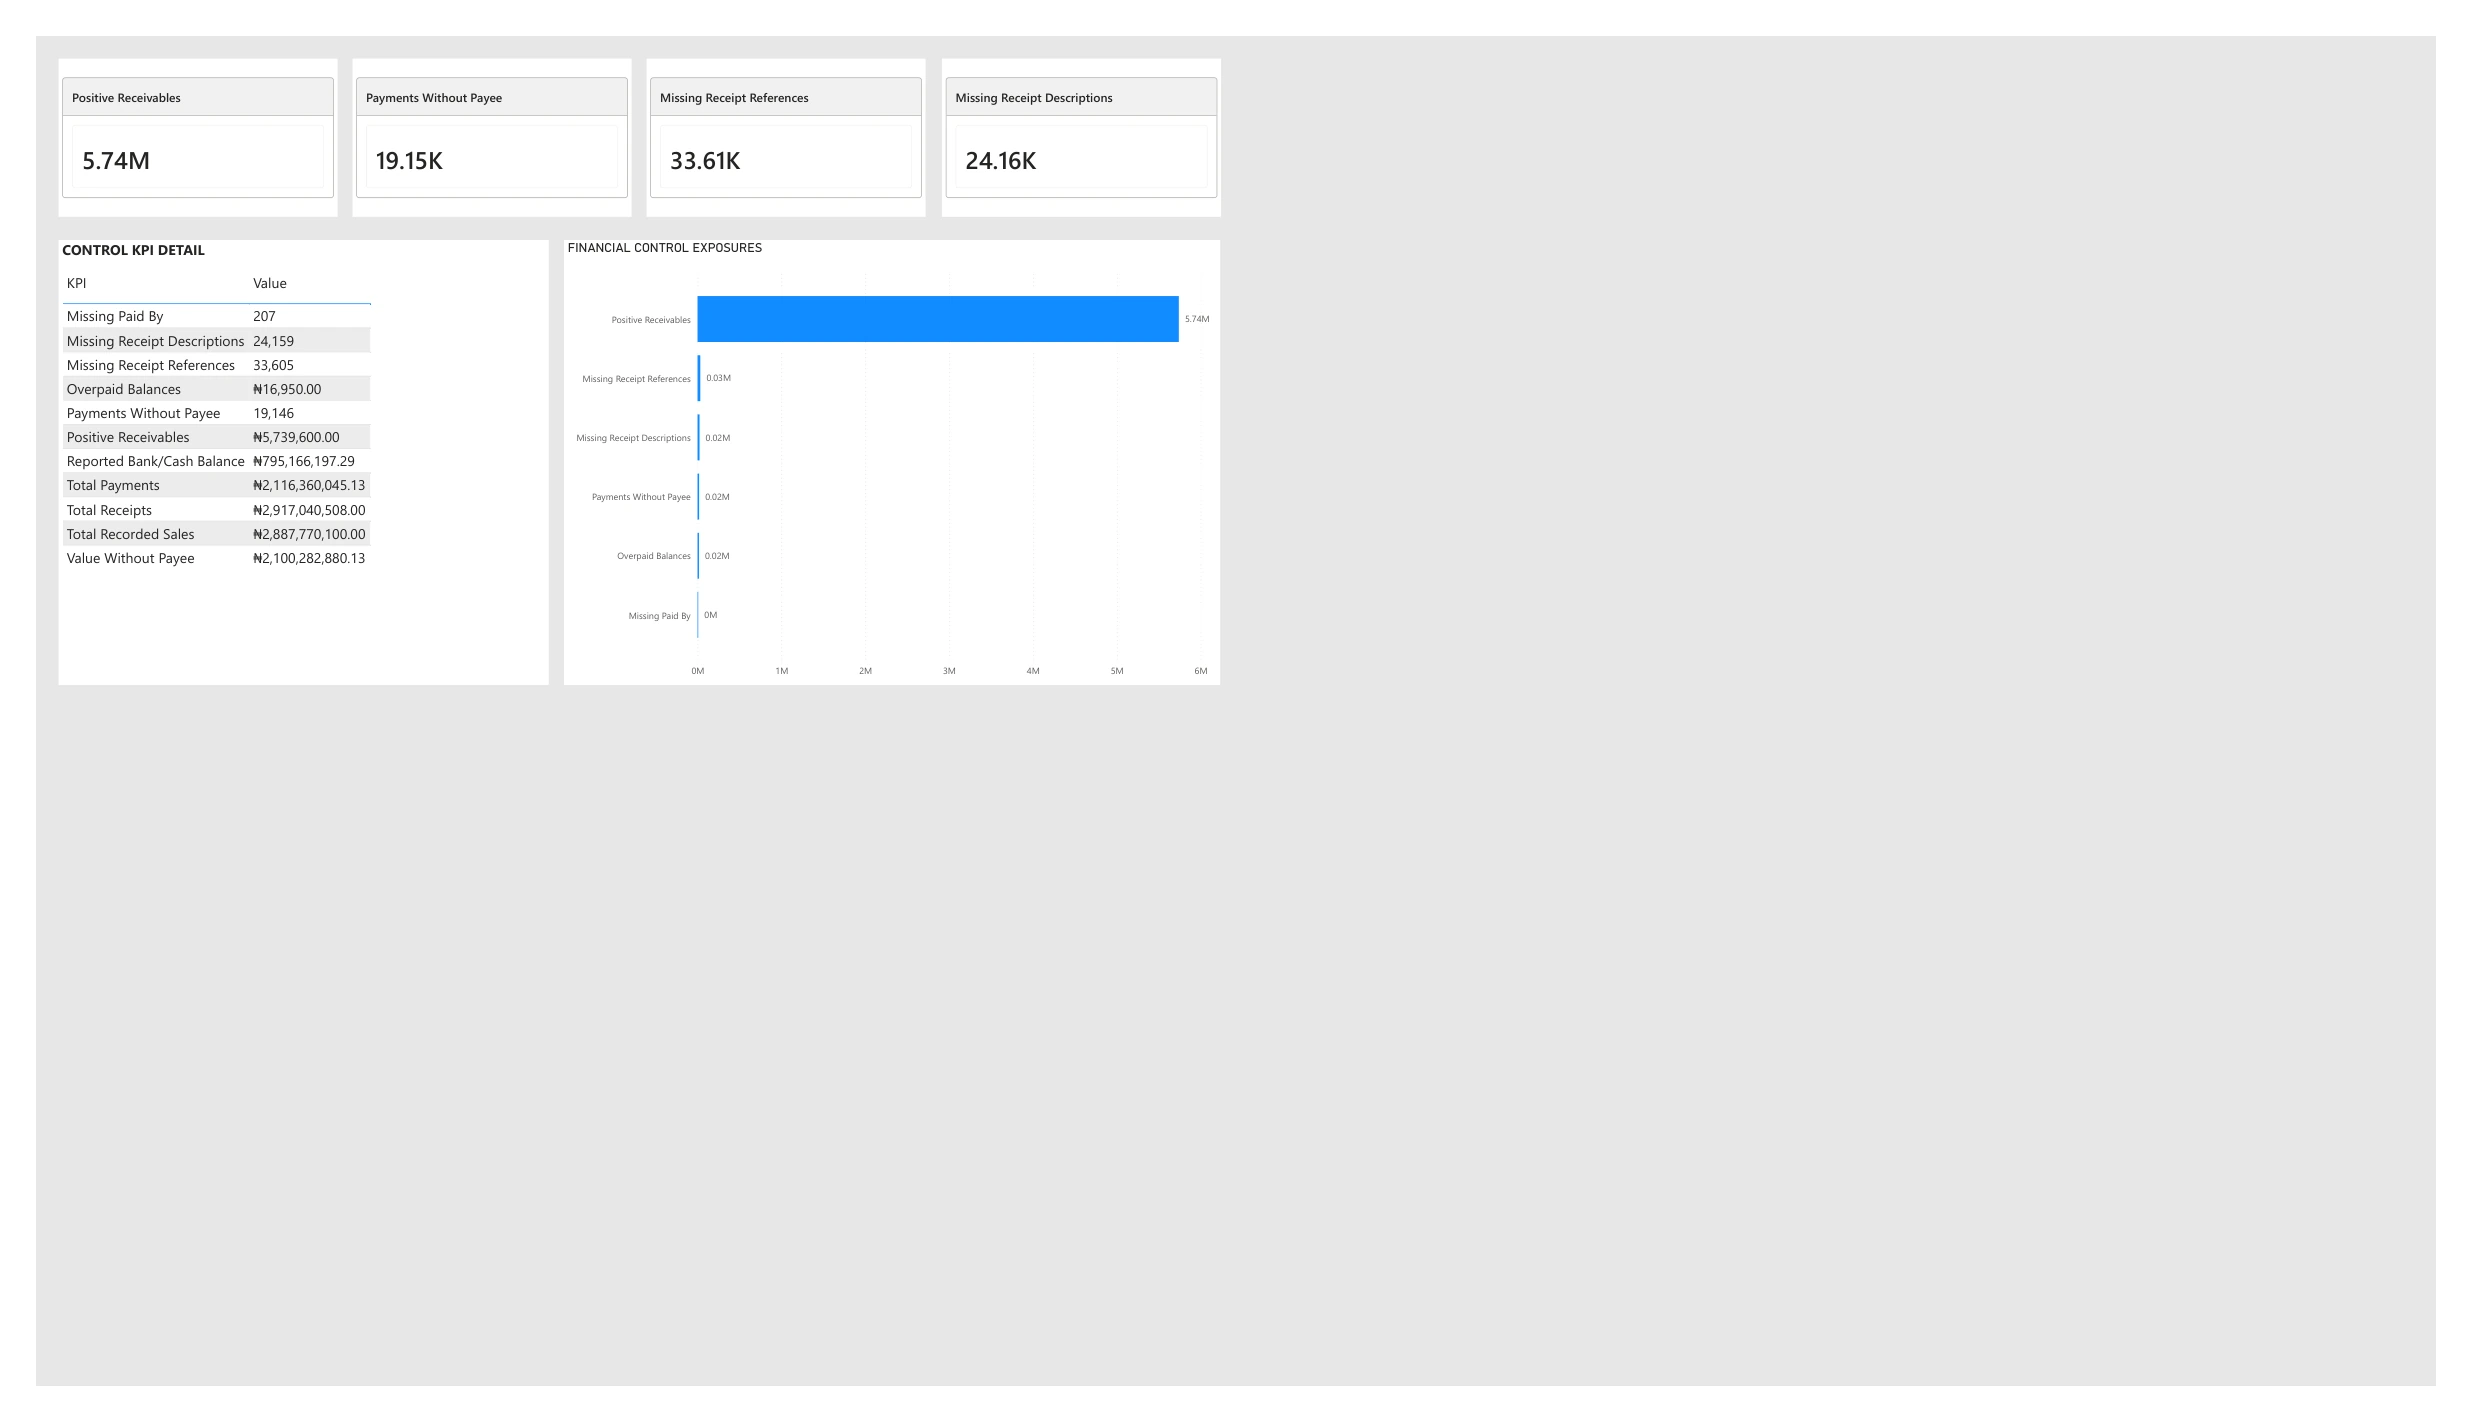 Positive Receivables
5.74M
Payments Without Payee
19.15K
Missing Receipt References
33.61K
Missing Receipt Descriptions
24.16K
CONTROL KPI DETAIL
KPI Value
Missing Paid By 207
Missing Receipt Descriptions 24,159
Missing Receipt References 33,605
Overpaid Balances ₦16,950.00
Payments Without Payee 19,146
Positive Receivables ₦5,739,600.00
Reported Bank/Cash Balance ₦795,166,197.29
Total Payments ₦2,116,360,045.13
Total Receipts ₦2,917,040,508.00
Total Recorded Sales ₦2,887,770,100.00
Value Without Payee ₦2,100,282,880.13
FINANCIAL CONTROL EXPOSURES
Positive Receivables 5.74M
Missing Receipt References 0.03M
Missing Receipt Descriptions 0.02M
Payments Without Payee 0.02M
Overpaid Balances 0.02M
Missing Paid By 0M
0M 1M 2M 3M 4M 5M 6M